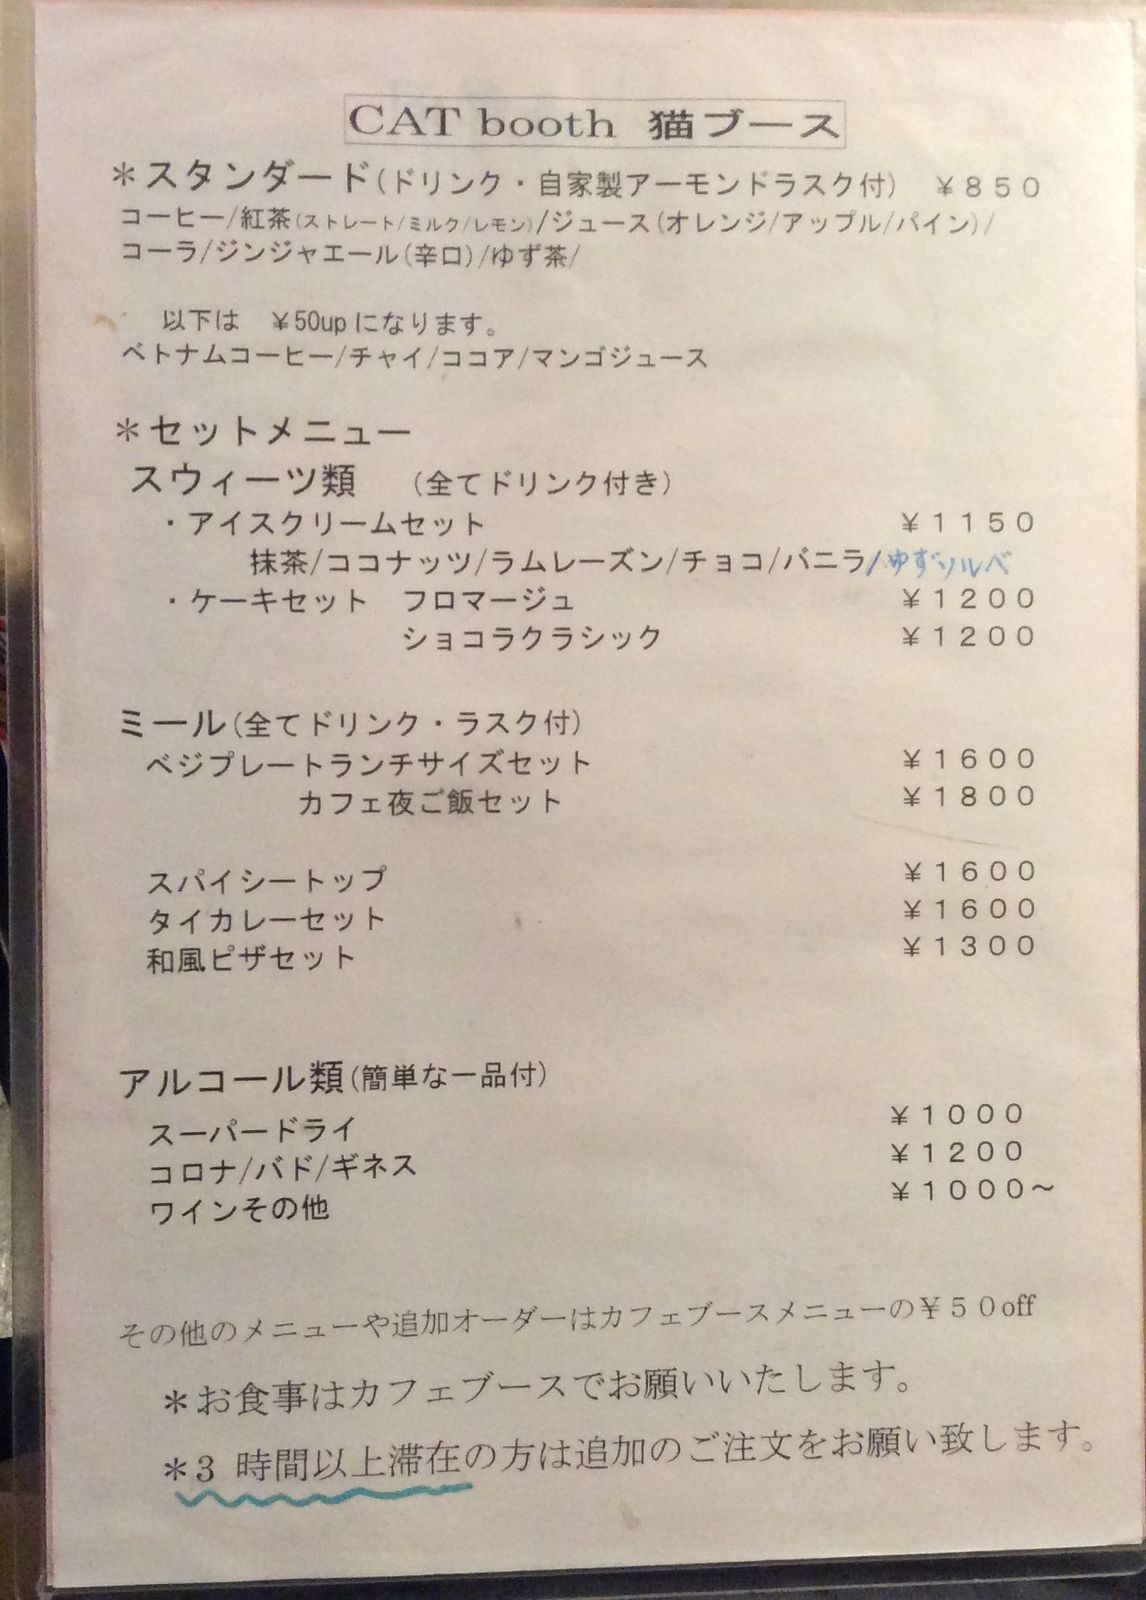 CAT booth 猫ブース
＊スタンダード(ドリンク・自家製アーモンドラスク付) ￥８５０
コーヒー/紅茶(ストレート/ミルク/レモン)/ジュース(オレンジ/アップル/パイン)/
コーラ/ジンジャエール(辛口)/ゆず茶/
以下は ￥50upになります。
ベトナムコーヒー/チャイ/ココア/マンゴジュース
＊セットメニュー
スウィーツ類 (全てドリンク付き)
・アイスクリームセット ￥１１５０
抹茶/ココナッツ/ラムレーズン/チョコ/バニラ/ゆずソルベ
・ケーキセット フロマージュ ￥１２００
ショコラクラシック ￥１２００
ミール(全てドリンク・ラスク付)
ベジプレートランチサイズセット ￥１６００
カフェ夜ご飯セット ￥１８００
スパイシートップ ￥１６００
タイカレーセット ￥１６００
和風ピザセット ￥１３００
アルコール類(簡単な一品付)
スーパードライ ￥１０００
コロナ/バド/ギネス ￥１２００
ワインその他 ￥１０００～
その他のメニューや追加オーダーはカフェブースメニューの￥５０off
＊お食事はカフェブースでお願いいたします。
＊3 時間以上滞在の方は追加のご注文をお願い致します。